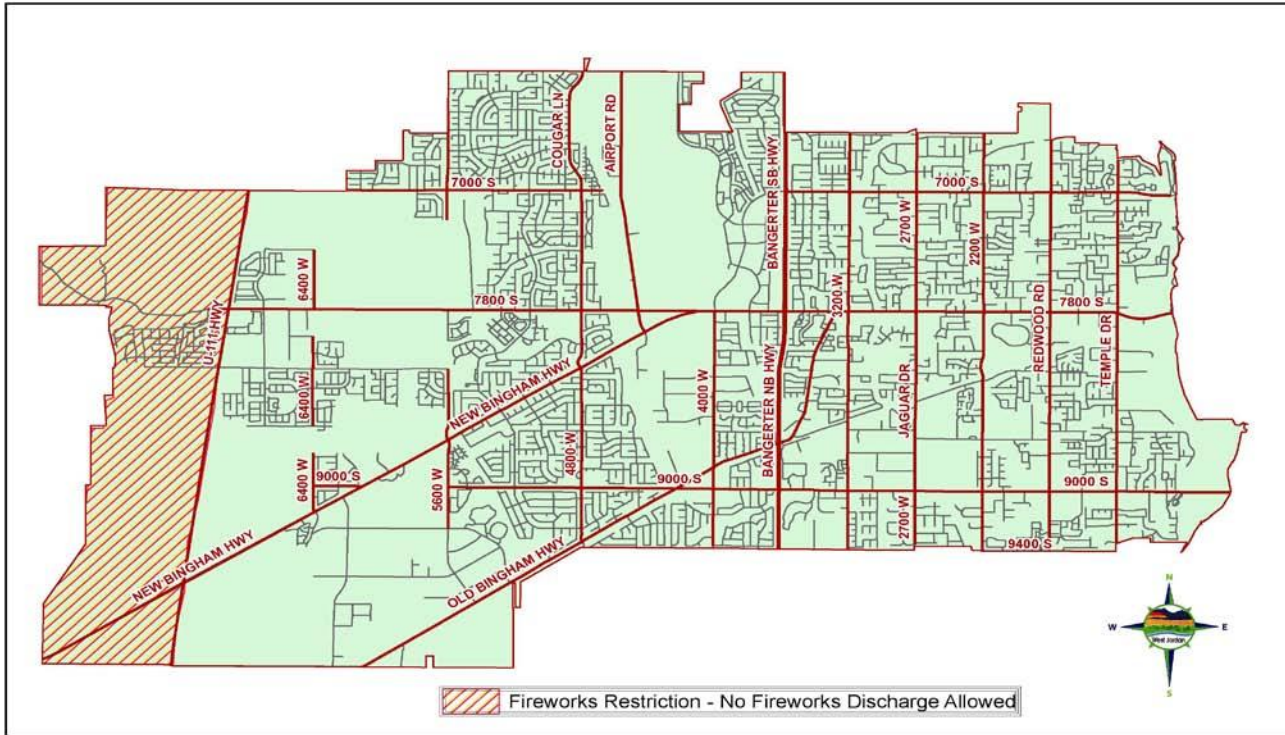 COUGAR LN
AIRPORT RD
BANGERTER SB HWY
7000 S
7000 S
2700 W
2200 W
6400 W
7800 S
3200 W
REDWOOD RD
7800 S
U-111 HWY
TEMPLE DR
6400 W
NEW BINGHAM HWY
4000 W
BANGERTER NB HWY
JAGUAR DR
4800 W
6400 W
9000 S
5600 W
9000 S
9000 S
2700 W
9400 S
NEW BINGHAM HWY
OLD BINGHAM HWY
N
W
West Jordan
E
S
Fireworks Restriction - No Fireworks Discharge Allowed